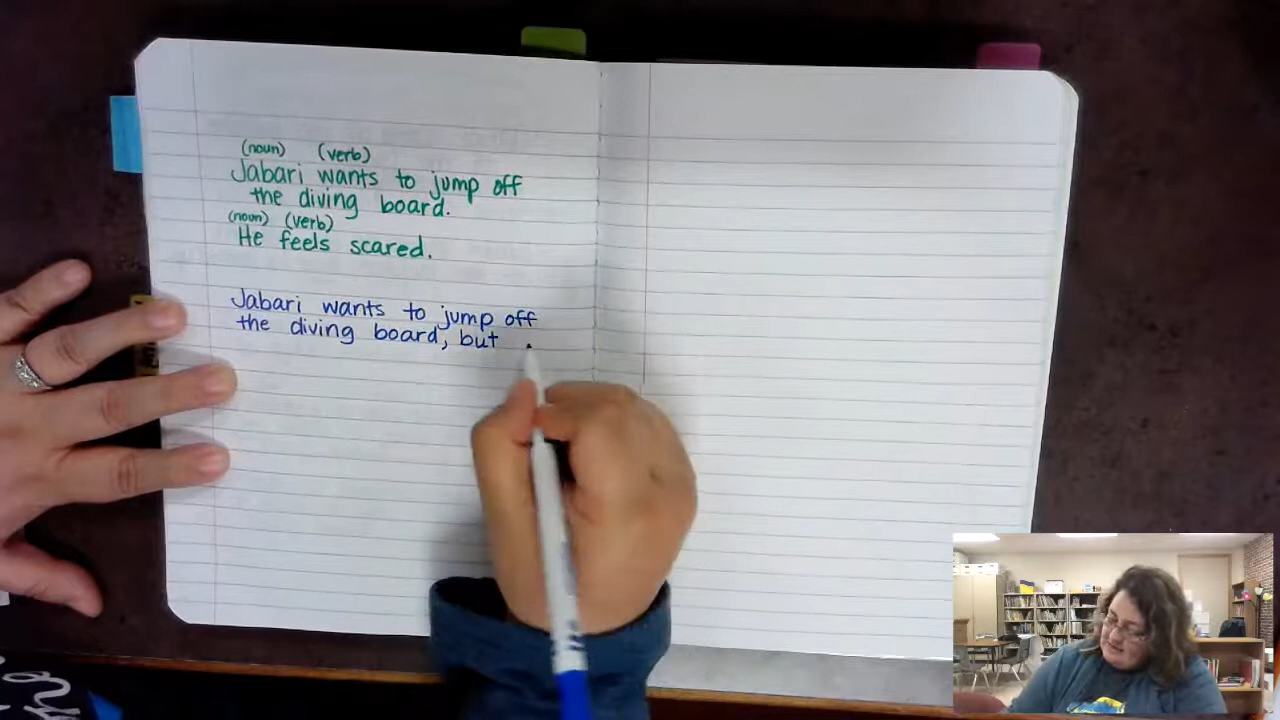 (noun) (verb)
Jabari wants to jump off
the diving board.
(noun) (verb)
He feels scared.
Jabari wants to jump off
the diving board, but